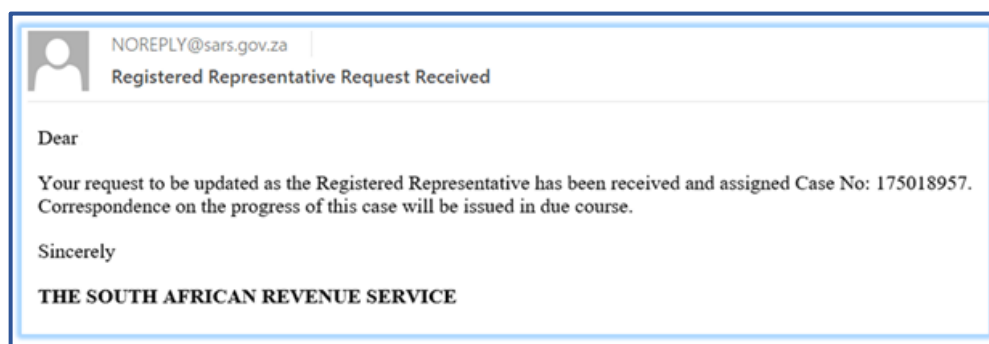 NOREPLY@sars.gov.za
Registered Representative Request Received
Dear
Your request to be updated as the Registered Representative has been received and assigned Case No: 175018957.
Correspondence on the progress of this case will be issued in due course.
Sincerely
THE SOUTH AFRICAN REVENUE SERVICE